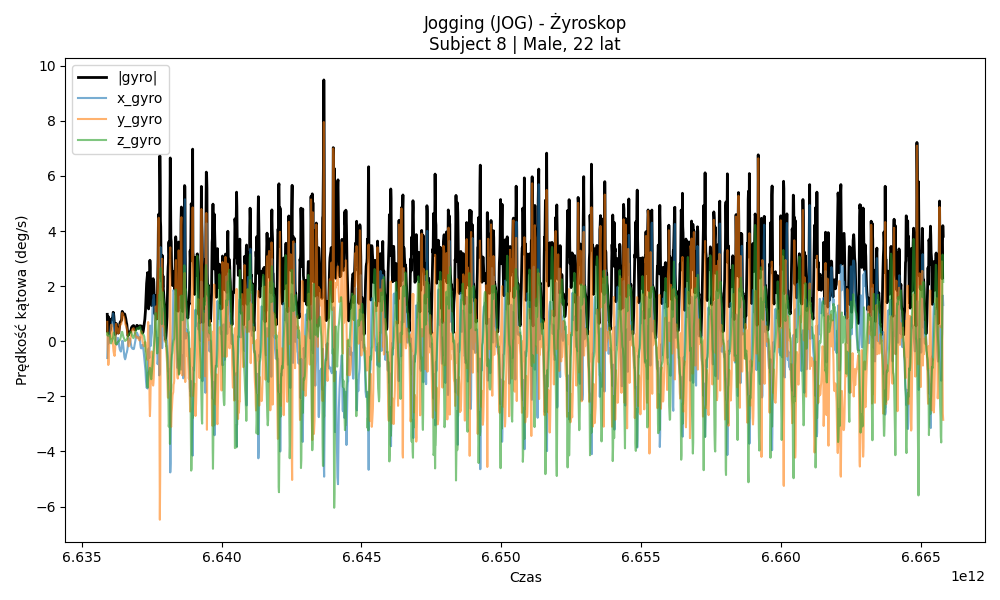 Jogging (JOG) - Żyroskop
Subject 8 | Male, 22 lat
|gyro|
x_gyro
y_gyro
z_gyro
Prędkość kątowa (deg/s)
10
8
6
4
2
0
−2
−4
−6
6.635 6.640 6.645 6.650 6.655 6.660 6.665
1e12
Czas